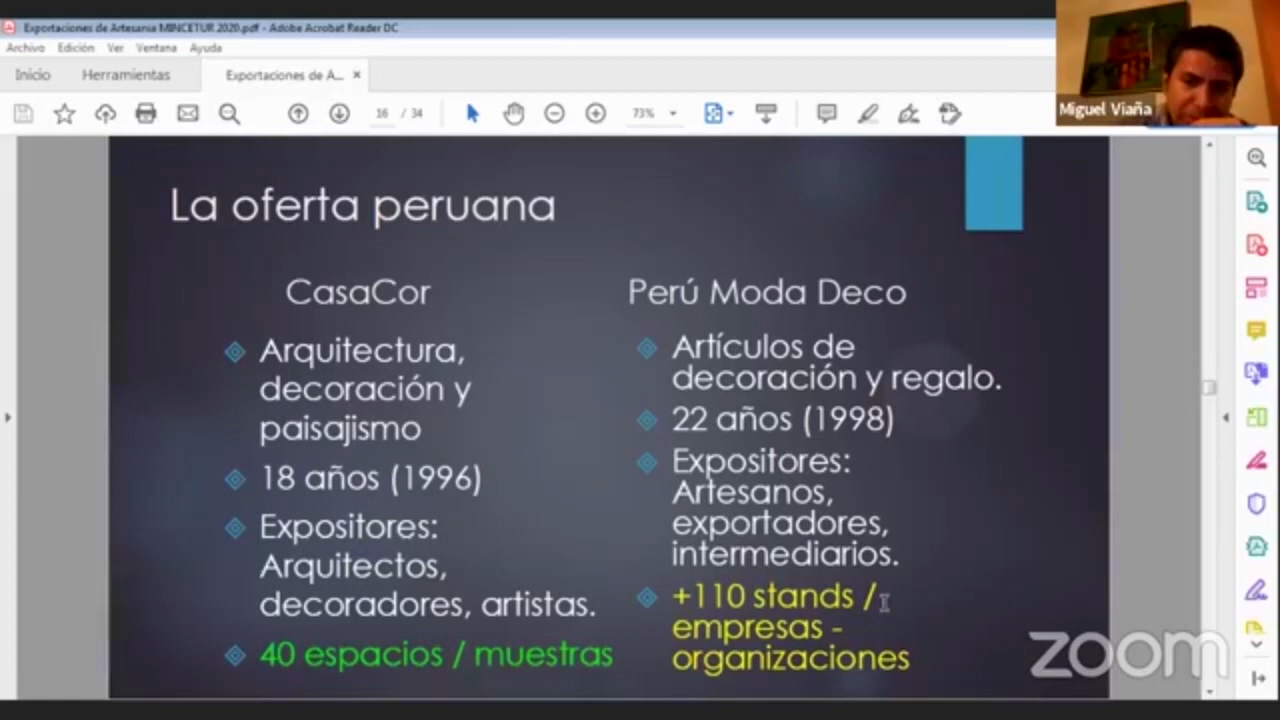 Exportaciones de Artesania MINCETUR 2020.pdf - Adobe Acrobat Reader DC
Archivo Edición Ver Ventana Ayuda
Inicio Herramientas Exportaciones de A... ×
16 / 34 73%
Miguel Viaña
La oferta peruana
CasaCor
Arquitectura,
decoración y
paisajismo
18 años (1996)
Expositores:
Arquitectos,
decoradores, artistas.
40 espacios / muestras
Perú Moda Deco
Artículos de
decoración y regalo.
22 años (1998)
Expositores:
Artesanos,
exportadores,
intermediarios.
+110 stands /
empresas -
organizaciones
zoom